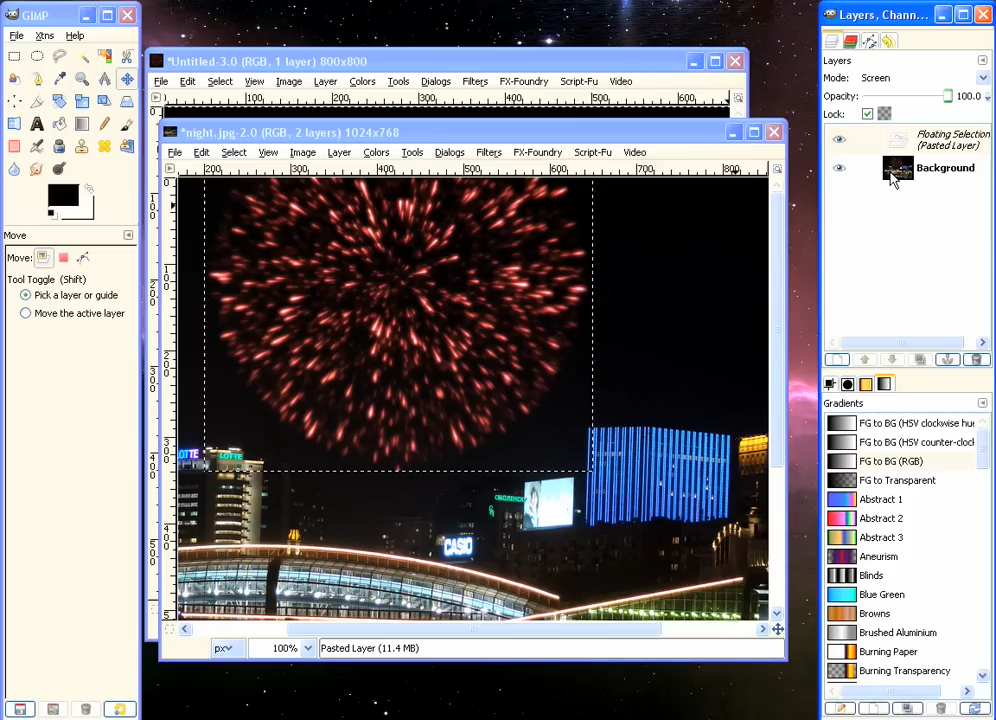 GIMP
File Xtns Help
Move
Move:
Tool Toggle (Shift)
Pick a layer or guide
Move the active layer
*Untitled-3.0 (RGB, 1 layer) 800x800
File Edit Select View Image Layer Colors Tools Dialogs Filters FX-Foundry Script-Fu Video
100 200 300 400 500 600
*night.jpg-2.0 (RGB, 2 layers) 1024x768
File Edit Select View Image Layer Colors Tools Dialogs Filters FX-Foundry Script-Fu Video
200 300 400 500 600 700 800
0
100
200
300
400
500
LOTTE
CASIO
px 100% Pasted Layer (11.4 MB)
Layers, Chann...
Layers
Mode: Screen
Opacity: 100.0
Lock:
Floating Selection
(Pasted Layer)
Background
Gradients
FG to BG (HSV clockwise hue
FG to BG (HSV counter-clock
FG to BG (RGB)
FG to Transparent
Abstract 1
Abstract 2
Abstract 3
Aneurism
Blinds
Blue Green
Browns
Brushed Aluminium
Burning Paper
Burning Transparency